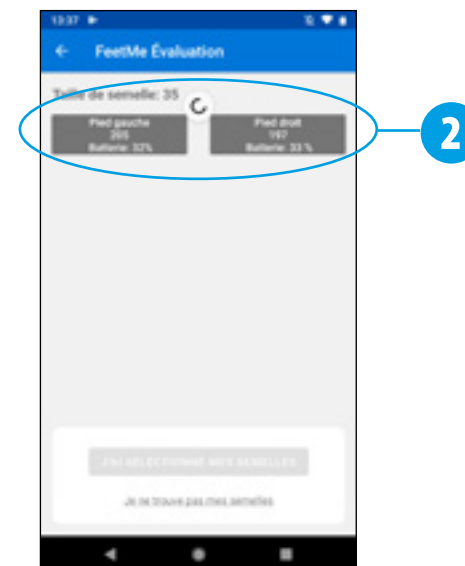 13:37
FeetMe Évaluation
Taille de semelle: 35
Pied gauche
205
Batterie: 32%
Pied droit
197
Batterie: 33 %
2
J'AI SÉLECTIONNÉ MES SEMELLES
Je ne trouve pas mes semelles